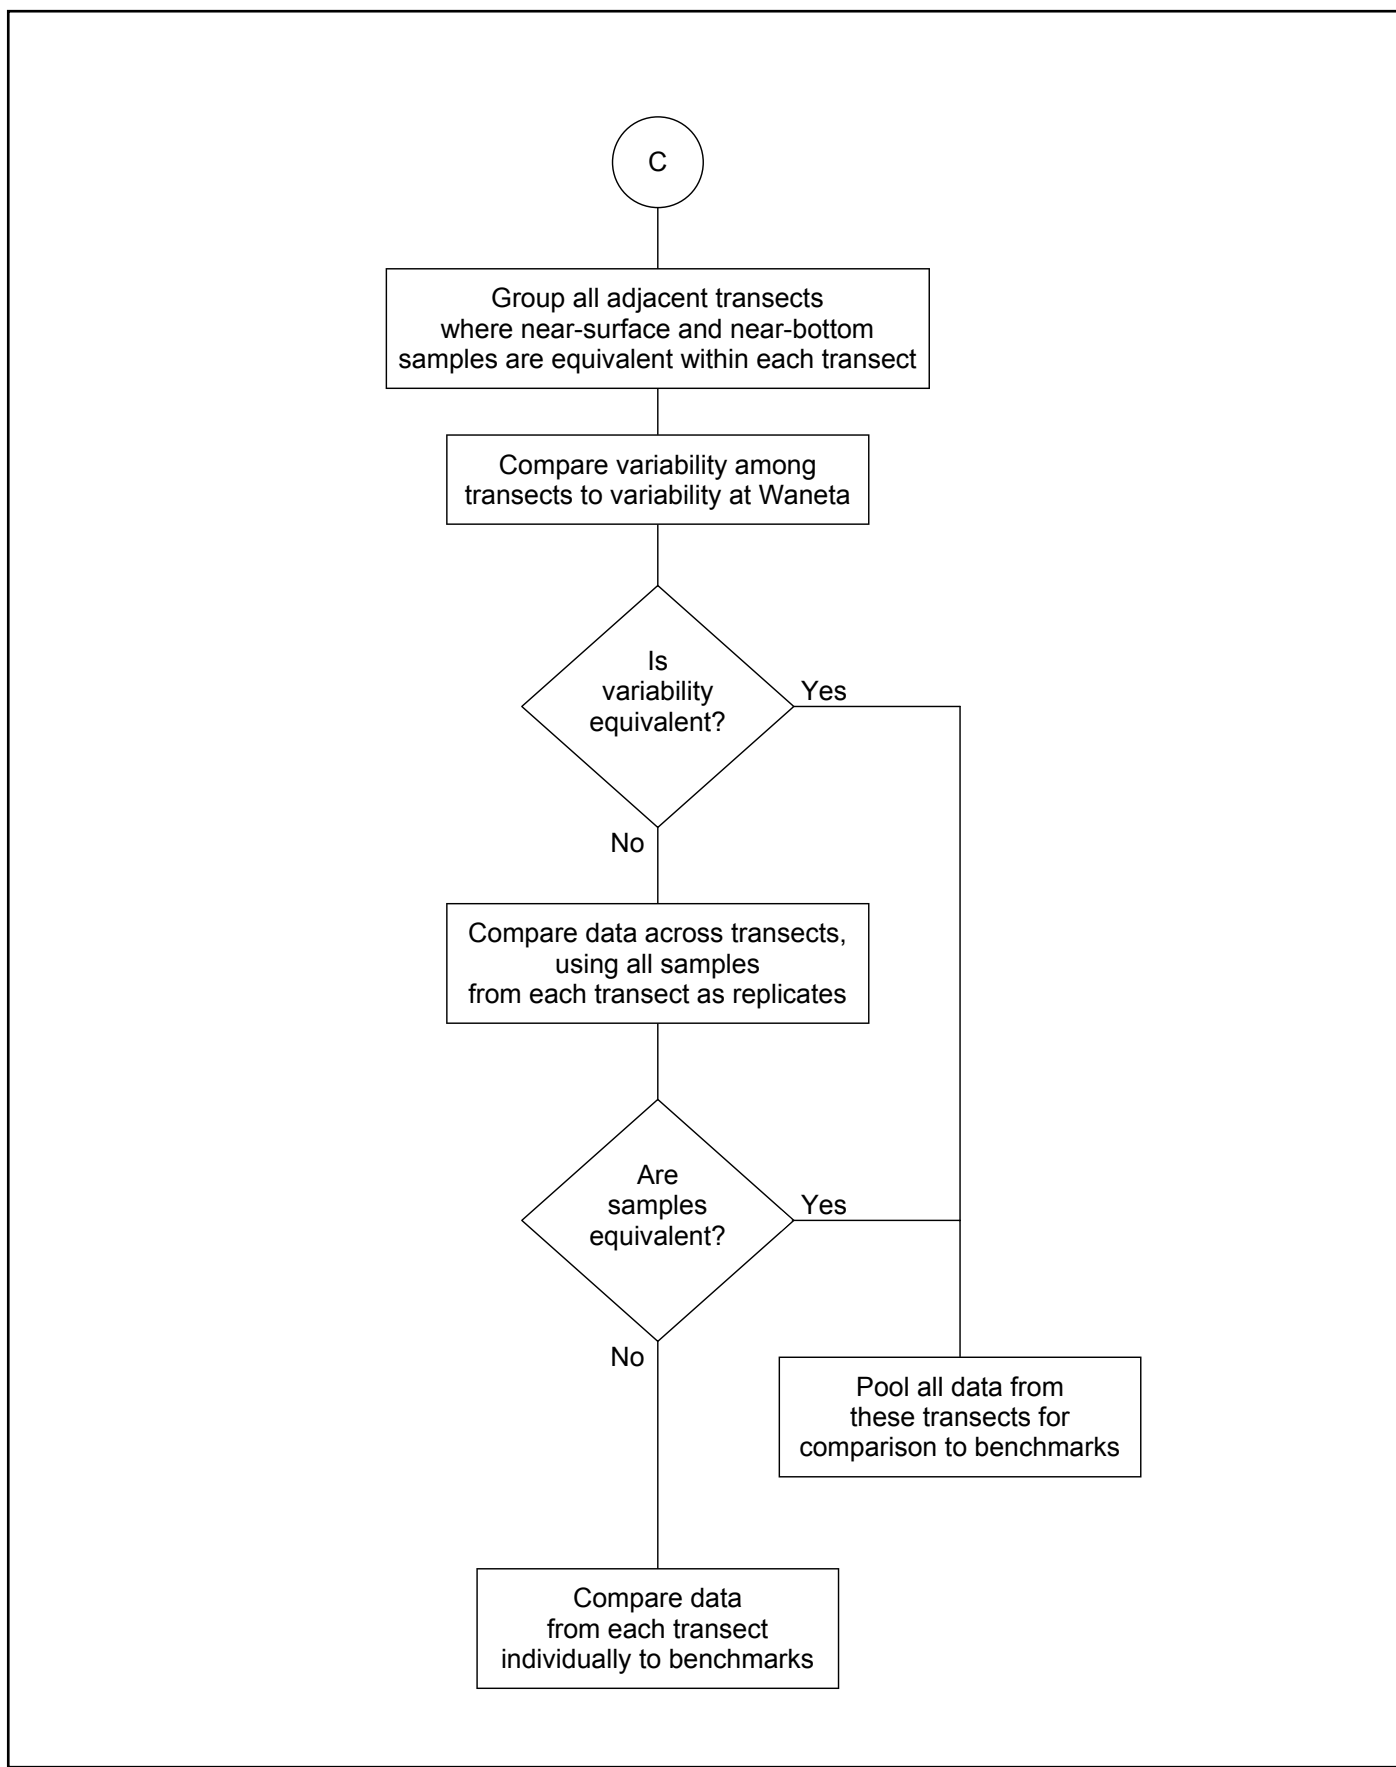 C
Group all adjacent transects
where near-surface and near-bottom
samples are equivalent within each transect
Compare variability among
transects to variability at Waneta
Is
variability
equivalent?
Yes
No
Compare data across transects,
using all samples
from each transect as replicates
Are
samples
equivalent?
Yes
No
Pool all data from
these transects for
comparison to benchmarks
Compare data
from each transect
individually to benchmarks